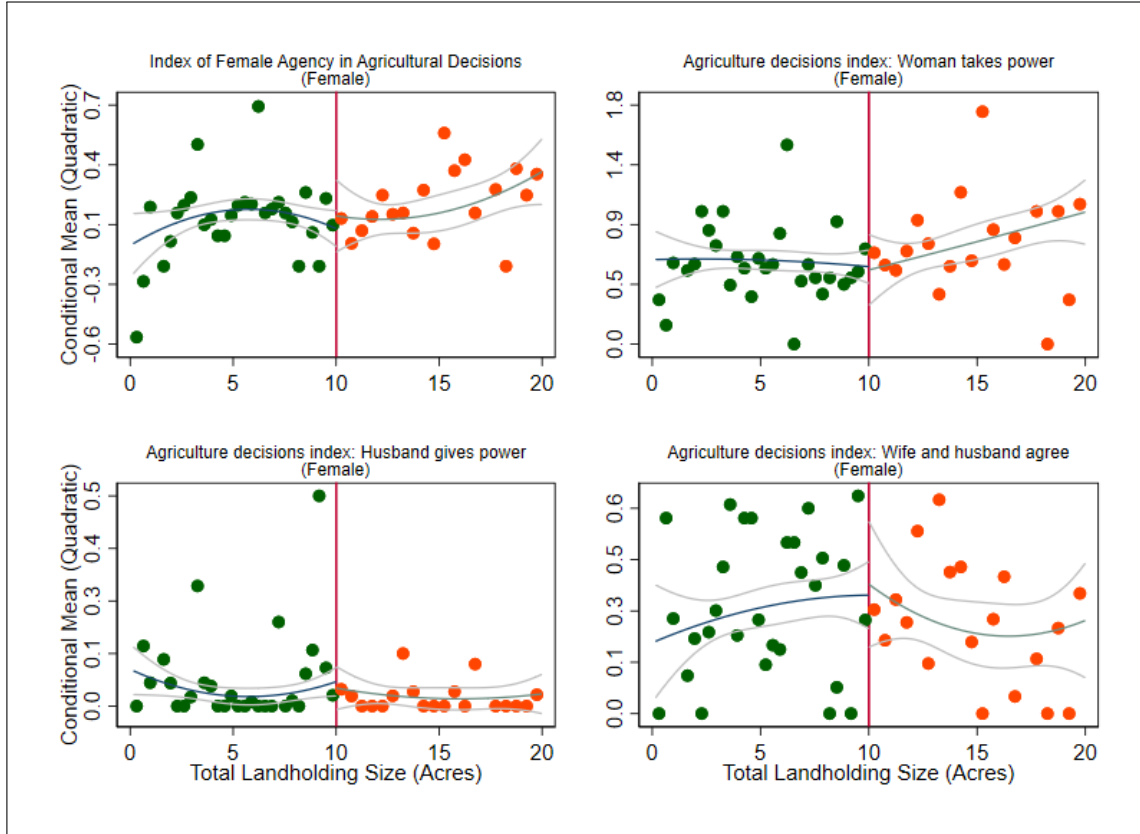 Index of Female Agency in Agricultural Decisions
(Female)
Conditional Mean (Quadratic)
0.7
0.4
0.1
-0.3
-0.6
0 5 10 15 20
Agriculture decisions index: Woman takes power
(Female)
1.8
1.4
0.9
0.5
0.0
0 5 10 15 20
Agriculture decisions index: Husband gives power
(Female)
Conditional Mean (Quadratic)
0.5
0.4
0.3
0.1
0.0
0 5 10 15 20
Total Landholding Size (Acres)
Agriculture decisions index: Wife and husband agree
(Female)
0.6
0.5
0.3
0.1
0.0
0 5 10 15 20
Total Landholding Size (Acres)